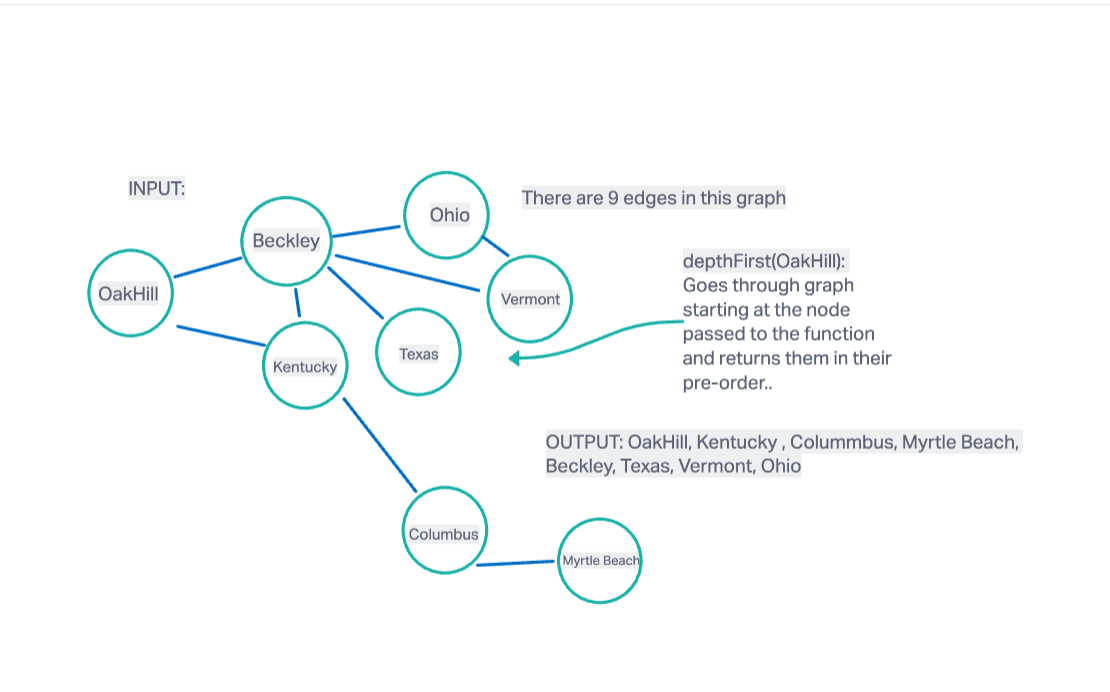 INPUT:
Ohio
There are 9 edges in this graph
Beckley
OakHill
Vermont
Texas
Kentucky
depthFirst(OakHill):
Goes through graph
starting at the node
passed to the function
and returns them in their
pre-order..
OUTPUT: OakHill, Kentucky , Colummbus, Myrtle Beach,
Beckley, Texas, Vermont, Ohio
Columbus
Myrtle Beach